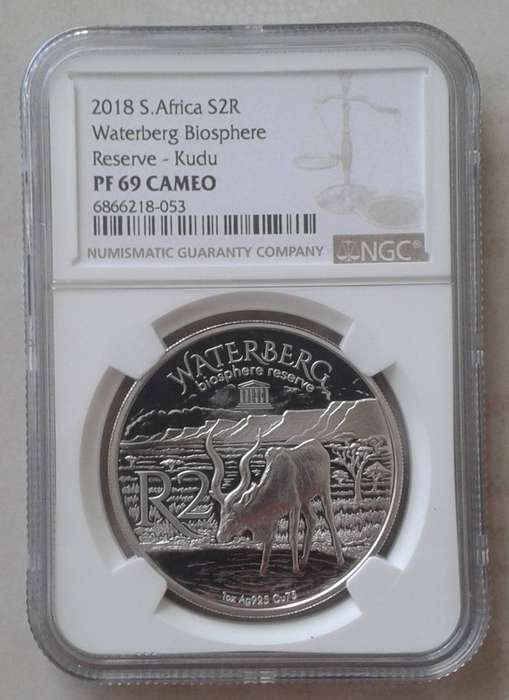 2018 S.Africa S2R
Waterberg Biosphere
Reserve - Kudu
PF 69 CAMEO
6866218-053
NUMISMATIC GUARANTY COMPANY NGC®
WATERBERG
biosphere reserve
R2
1oz Ag925 Cu75